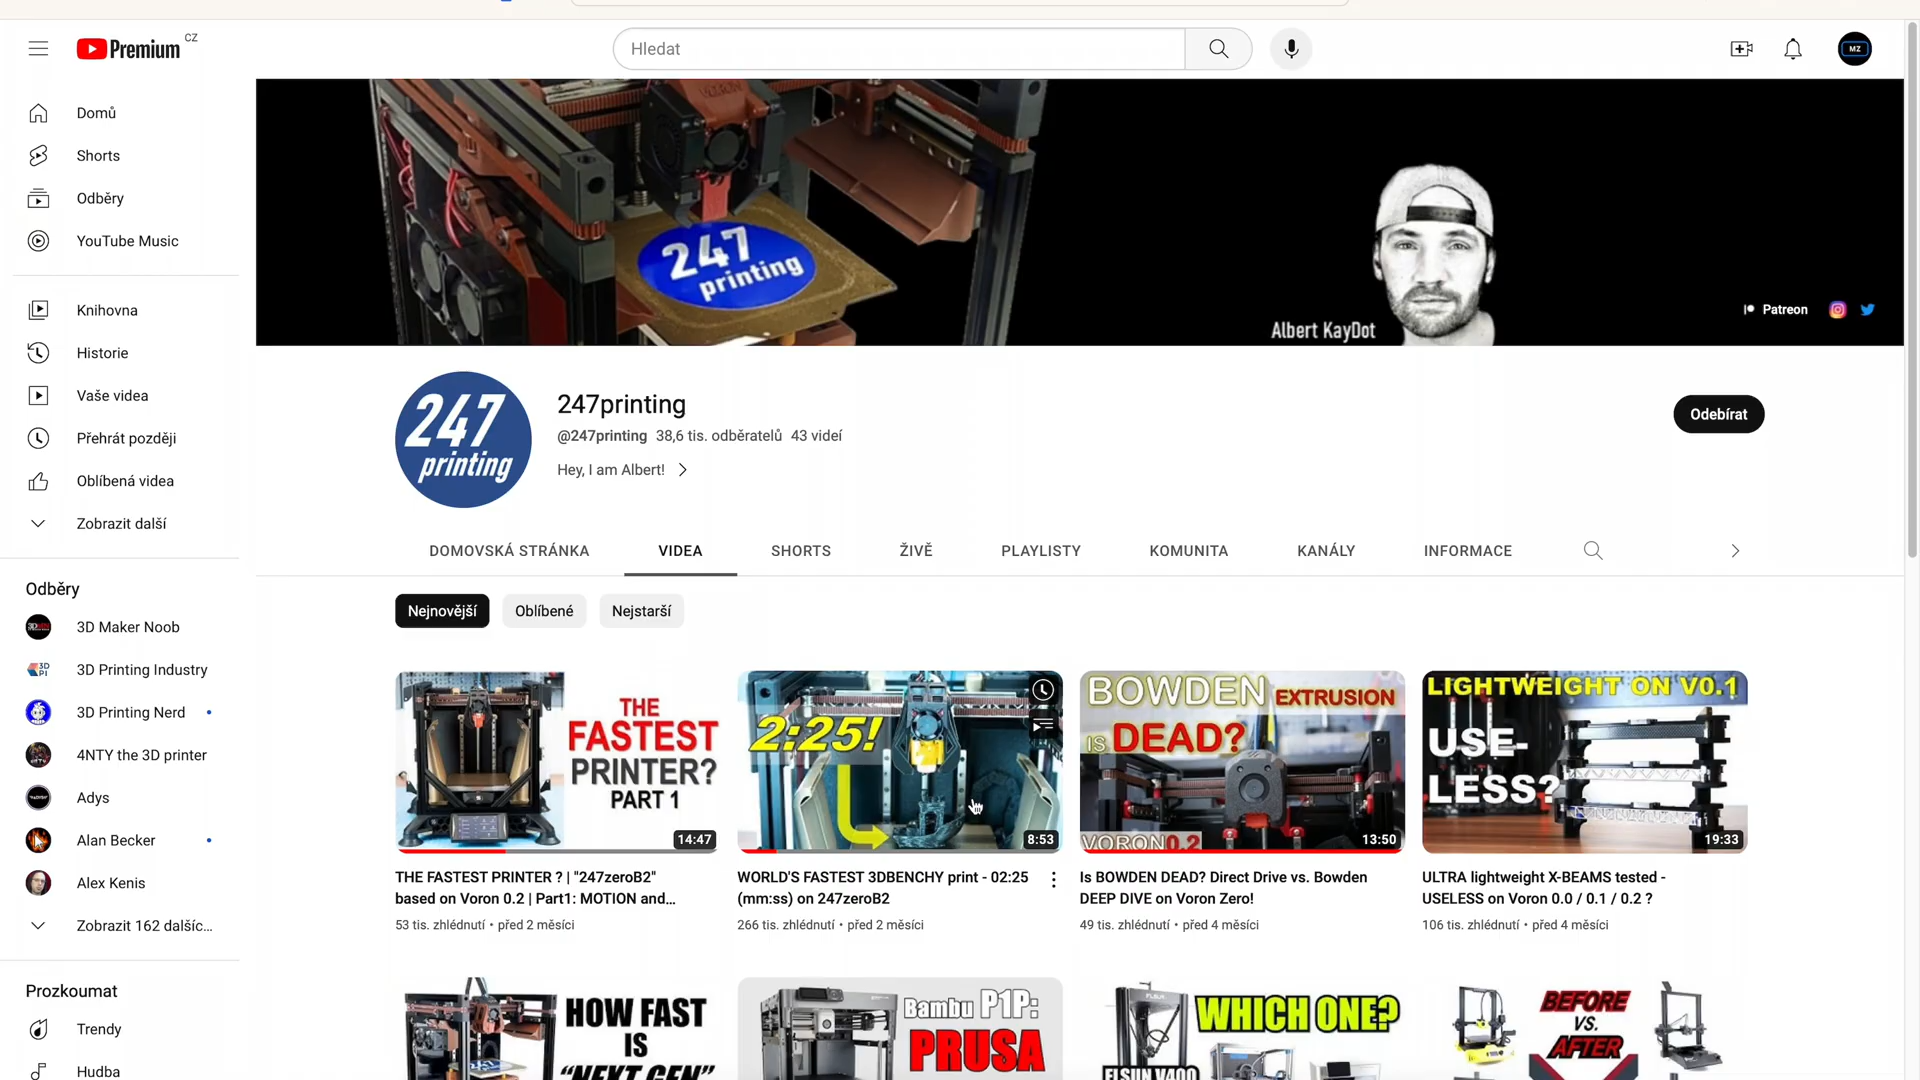 Premium CZ
Hledat
MZ
Domů
Shorts
Odběry
YouTube Music
Knihovna
Historie
Vaše videa
Přehrát později
Oblíbená videa
Zobrazit další
Odběry
3D Maker Noob
3D Printing Industry
3D Printing Nerd
4NTY the 3D printer
Adys
Alan Becker
Alex Kenis
Zobrazit 162 dalšíc...
Prozkoumat
Trendy
Hudba
247
printing
Albert KayDot
Patreon
247
printing
247printing
@247printing 38,6 tis. odběratelů 43 videí
Hey, I am Albert!
Odebírat
DOMOVSKÁ STRÁNKA
VIDEA
SHORTS
ŽIVĚ
PLAYLISTY
KOMUNITA
KANÁLY
INFORMACE
Nejnovější
Oblíbené
Nejstarší
THE
FASTEST
PRINTER?
PART 1
14:47
THE FASTEST PRINTER ? | "247zeroB2"
based on Voron 0.2 | Part1: MOTION and...
53 tis. zhlédnutí • před 2 měsíci
2:25!
8:53
WORLD'S FASTEST 3DBENCHY print - 02:25
(mm:ss) on 247zeroB2
266 tis. zhlédnutí • před 2 měsíci
BOWDEN EXTRUSION
IS DEAD?
VORON0.2
13:50
Is BOWDEN DEAD? Direct Drive vs. Bowden
DEEP DIVE on Voron Zero!
49 tis. zhlédnutí • před 4 měsíci
LIGHTWEIGHT ON V0.1
USE-
LESS?
19:33
ULTRA lightweight X-BEAMS tested -
USELESS on Voron 0.0 / 0.1 / 0.2 ?
106 tis. zhlédnutí • před 4 měsíci
HOW FAST
IS
"NEXT GEN"
Bambu P1P:
PRUSA
FLSUN
WHICH ONE?
FLSUN V400
BEFORE
VS.
AFTER